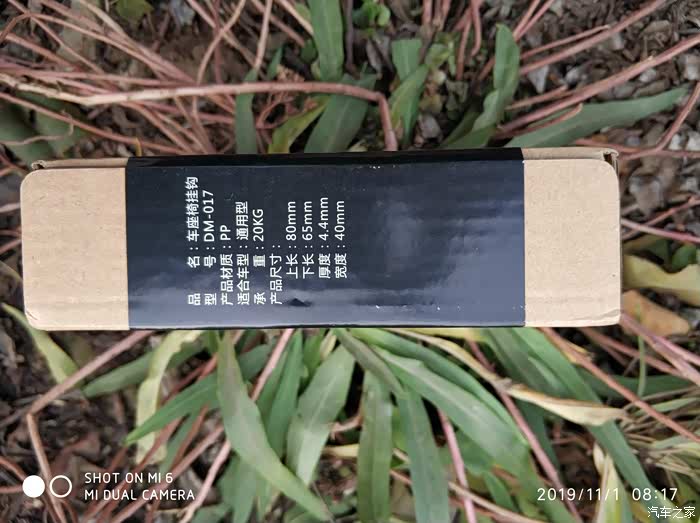 品　　名：车座椅挂钩
型　　号：DM-017
产品材质：PP
适合车型：通用型
承　　重：20KG
产品尺寸：
上长：80mm
下长：65mm
厚度：4.4mm
宽度：40mm
SHOT ON MI 6
MI DUAL CAMERA
2019/11/1 08:17
汽车之家